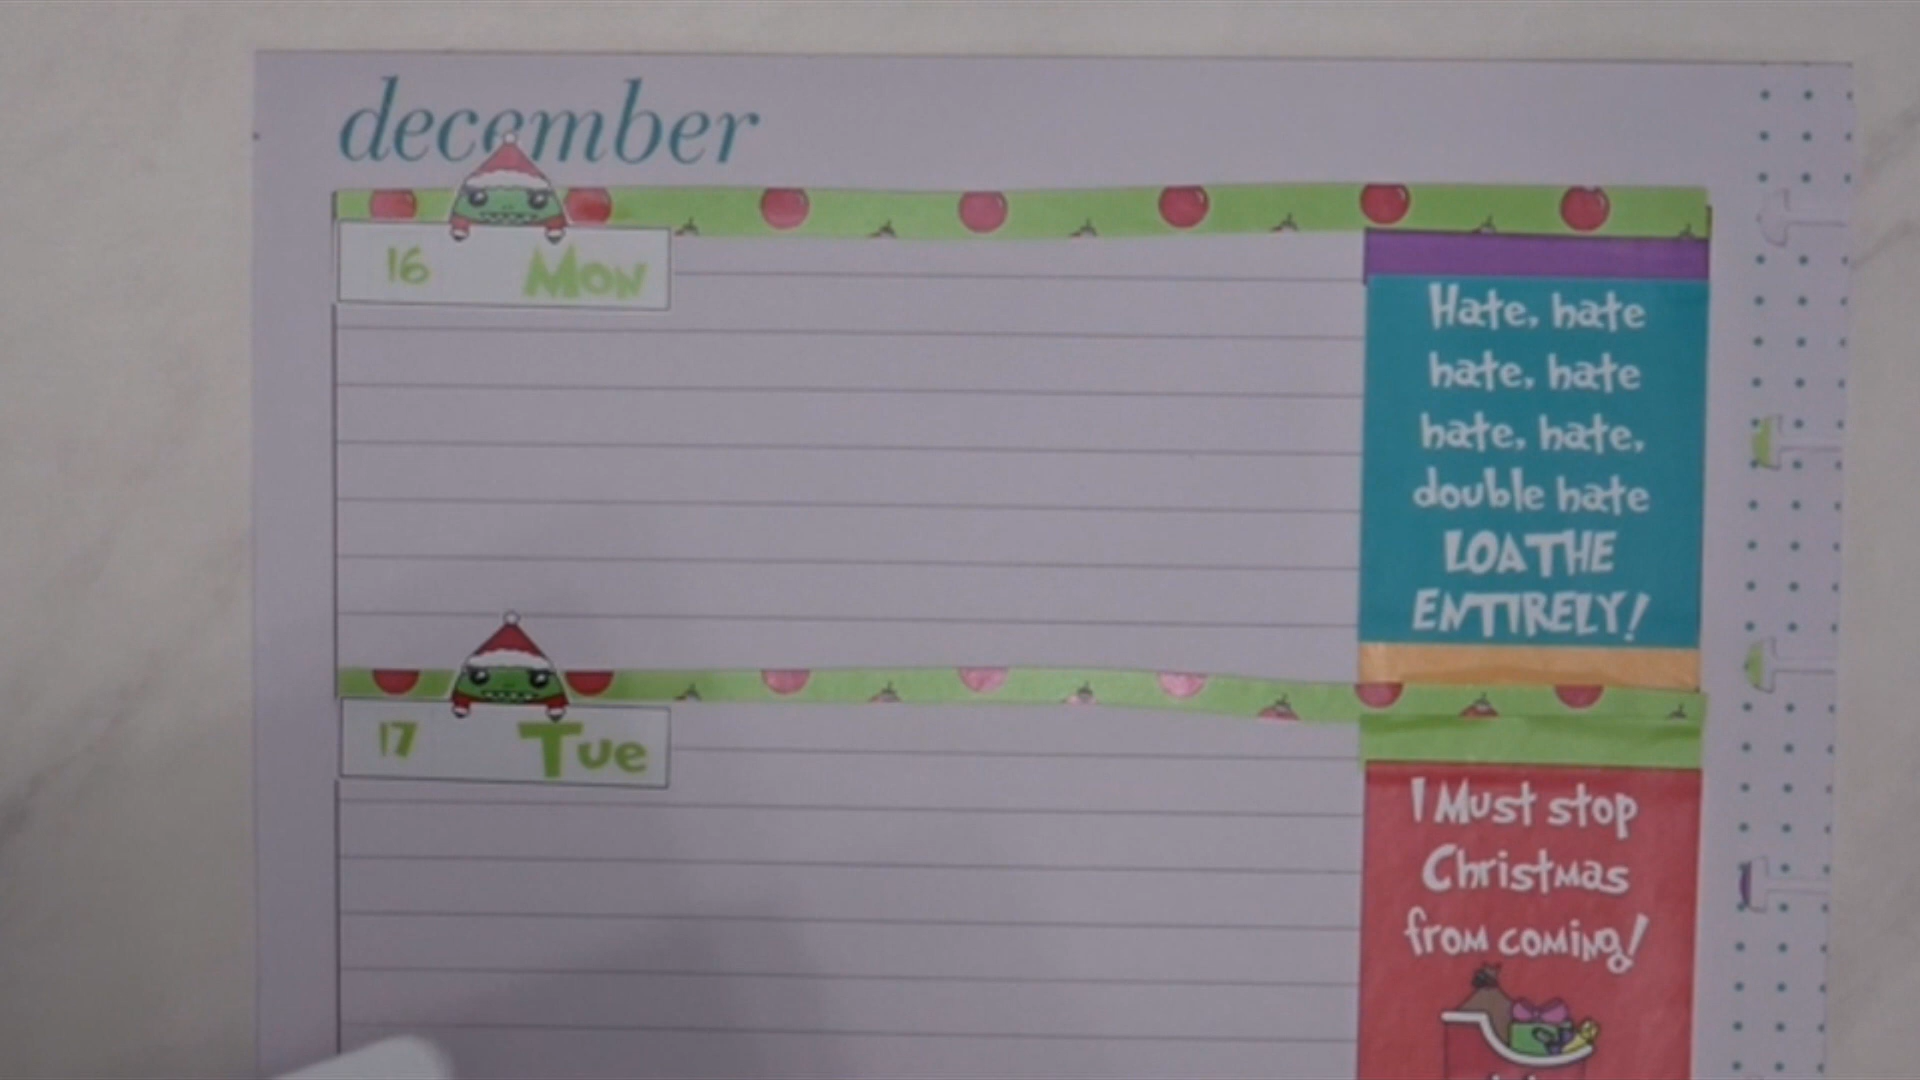 december
16 Mon
Hate, hate
hate, hate
hate, hate,
double hate
LOATHE
ENTIRELY!
17 Tue
I Must stop
Christmas
from coming!